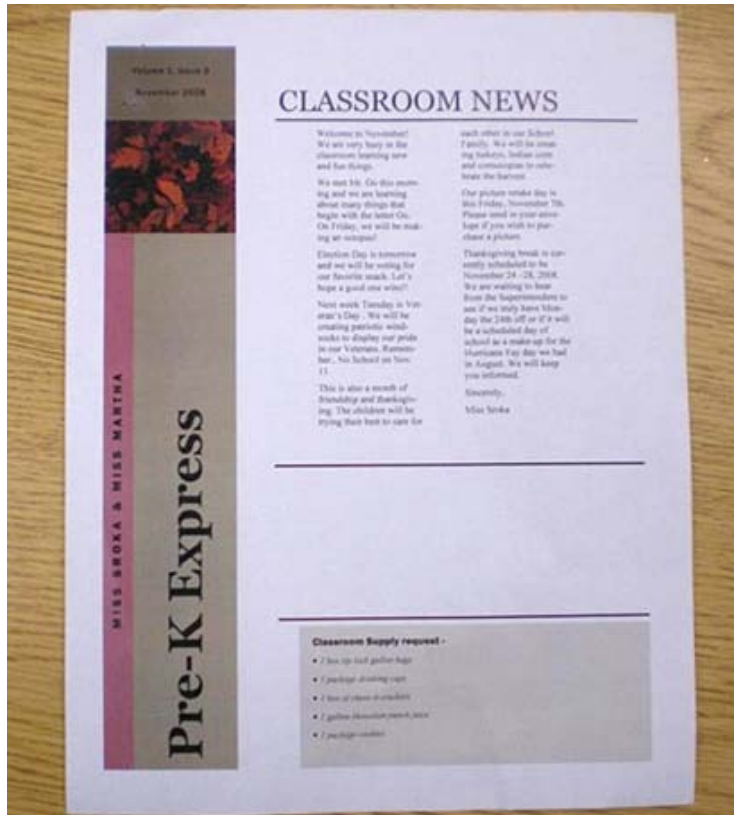 Volume 1, Issue 3
November 2008
MISS SROKA & MISS MARTHA
Pre-K Express
CLASSROOM NEWS
Welcome to November!
We are very busy in the
classroom learning new
and fun things.
We met Mr. Oo this morn-
ing and we are learning
about many things that
begin with the letter Oo.
On Friday, we will be mak-
ing an octopus!
Election Day is tomorrow
and we will be voting for
our favorite snack. Let's
hope a good one wins!!
Next week Tuesday is Vet-
eran's Day . We will be
creating patriotic wind-
socks to display our pride
in our Veterans. Remem-
ber , No School on Nov.
11.
This is also a month of
friendship and thanksgiv-
ing. The children will be
trying their best to care for
each other in our School
Family. We will be creat-
ing turkeys, Indian corn
and cornucopias to cele-
brate the harvest.
Our picture retake day is
this Friday, November 7th.
Please send in your enve-
lope if you wish to pur-
chase a picture.
Thanksgiving break is cur-
rently scheduled to be
November 24 -28, 2008.
We are waiting to hear
from the Superintendent to
see if we truly have Mon-
day the 24th off or if it will
be a scheduled day of
school as a make-up for the
Hurricane Fay day we had
in August. We will keep
you informed.
Sincerely,
Miss Sroka
Classroom Supply request -
• 1 box zip lock gallon bags
• 1 package drinking cups
• 1 box of cheez-it crackers
• 1 gallon Hawaiian punch juice
• 1 package cookies